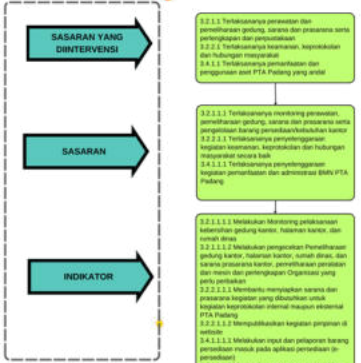 SASARAN YANG
DIINTERVENSI
3.2.1.1 Terlaksananya perawatan dan
pemeliharaan gedung, sarana dan prasarana serta
perlengkapan dan perpustakaan
3.2.2.1 Terlaksananya keamanan, keprotokolan
dan hubungan masyarakat
3.4.1.1 Terlaksananya pemanfaatan dan
penggunaan aset PTA Padang yang andal
SASARAN
3.2.1.1.1 Terlaksananya monitoring perawatan,
pemeliharaan gedung, sarana dan prasarana serta
pengelolaan barang persediaan/kebutuhan kantor
3.2.2.1.1 Terlaksananya penyelenggaraan
kegiatan keamanan, keprotokolan dan hubungan
masyarakat secara baik
3.4.1.1.1 Terlaksananya penyelenggaraan
kegiatan pemanfaatan dan administrasi BMN PTA
Padang
INDIKATOR
3.2.1.1.1.1 Melakukan Monitoring pelaksanaan
kebersihan gedung kantor, halaman kantor, dan
rumah dinas
3.2.1.1.1.2 Melakukan pengecekan Pemeliharaan
gedung kantor, halaman kantor, rumah dinas, dan
sarana prasarana kantor, pemeliharaan peralatan
dan mesin dan perlengkapan Organisasi yang
perlu perbaikan
3.2.2.1.1.1 Membantu menyiapkan sarana dan
prasarana kegiatan yang dibutuhkan untuk
kegiatan keprotokolan internal maupun eksternal
PTA Padang
3.2.2.1.1.2 Mempublikasikan kegiatan pimpinan di
website
3.4.1.1.1.1 Melakukan input dan pelaporan barang
persediaan masuk pada aplikasi persediaan (e-
persediaan)